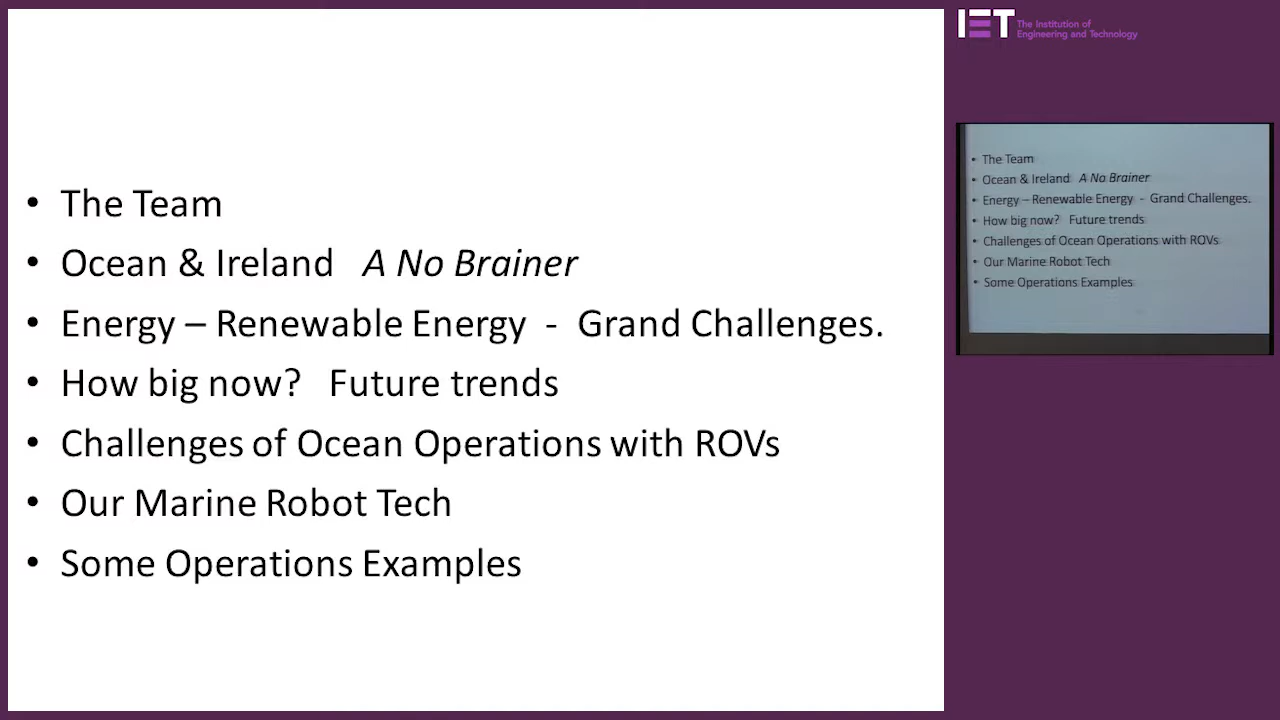 • The Team
• Ocean & Ireland A No Brainer
• Energy – Renewable Energy - Grand Challenges.
• How big now? Future trends
• Challenges of Ocean Operations with ROVs
• Our Marine Robot Tech
• Some Operations Examples
IET The Institution of
Engineering and Technology
• The Team
• Ocean & Ireland A No Brainer
• Energy – Renewable Energy - Grand Challenges.
• How big now? Future trends
• Challenges of Ocean Operations with ROVs
• Our Marine Robot Tech
• Some Operations Examples